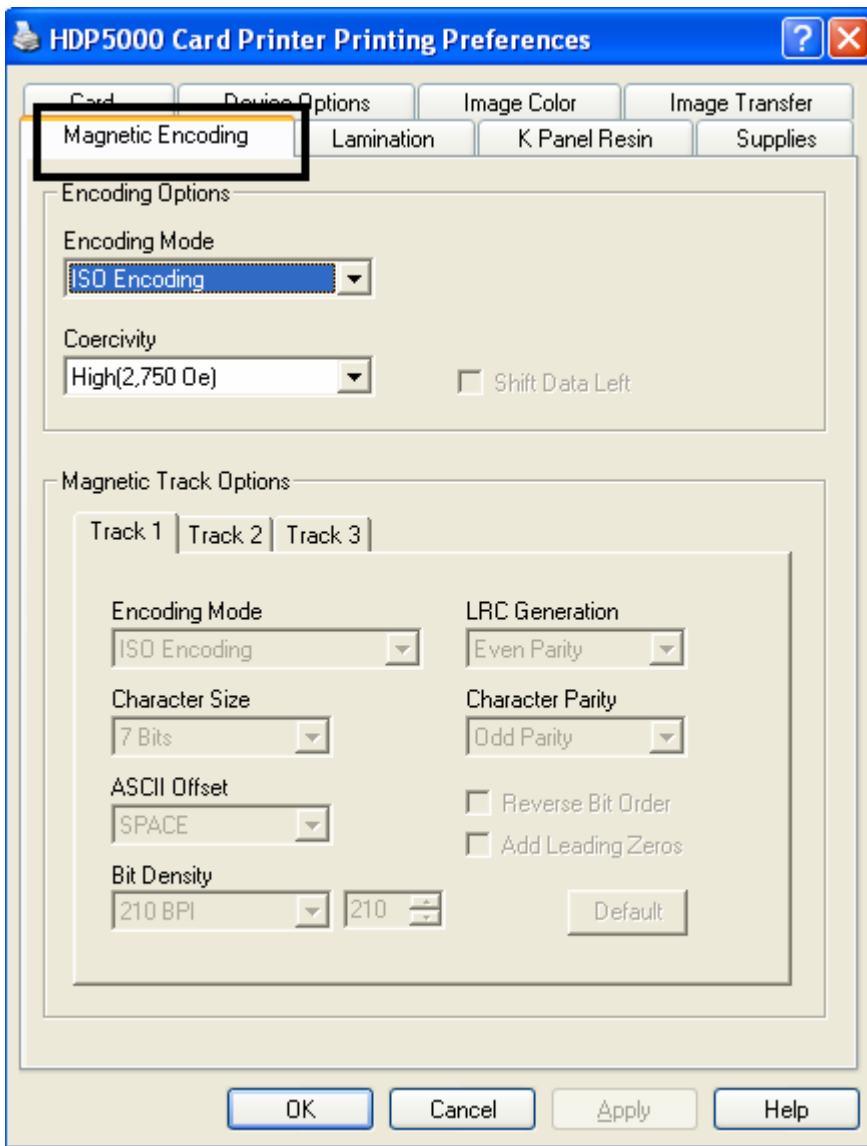 HDP5000 Card Printer Printing Preferences
Card Device Options Image Color Image Transfer
Magnetic Encoding Lamination K Panel Resin Supplies
Encoding Options
Encoding Mode
ISO Encoding
Coercivity
High(2,750 Oe) Shift Data Left
Magnetic Track Options
Track 1 Track 2 Track 3
Encoding Mode LRC Generation
ISO Encoding Even Parity
Character Size Character Parity
7 Bits Odd Parity
ASCII Offset
SPACE Reverse Bit Order
Add Leading Zeros
Bit Density
210 BPI 210 Default
OK Cancel Apply Help